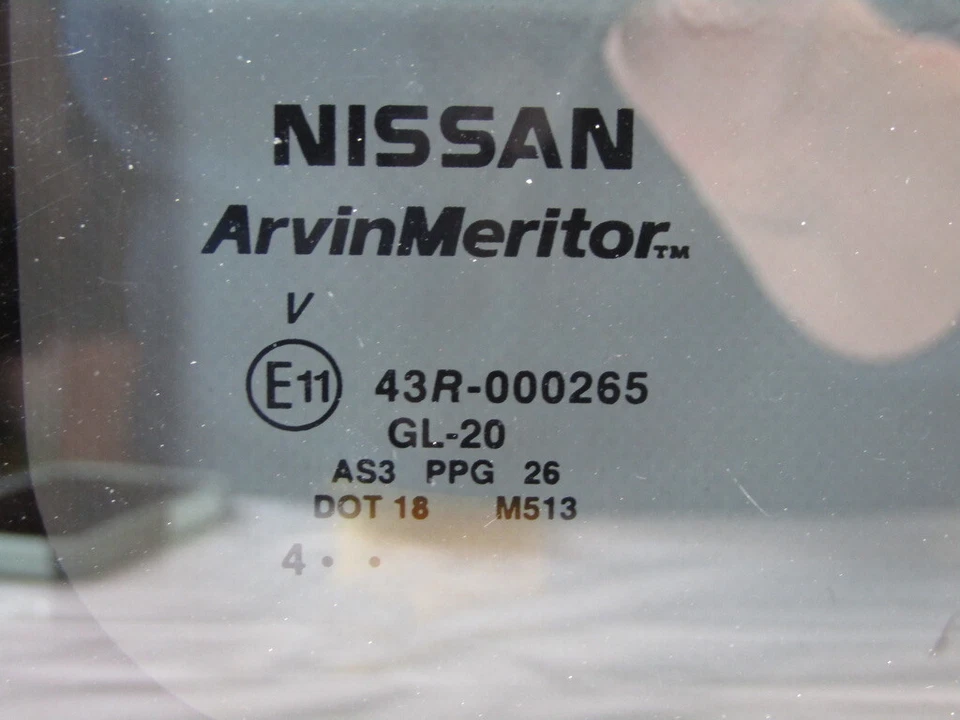 NISSAN
ArvinMeritor™
V
E11 43R-000265
GL-20
AS3 PPG 26
DOT 18 M513
4 • •